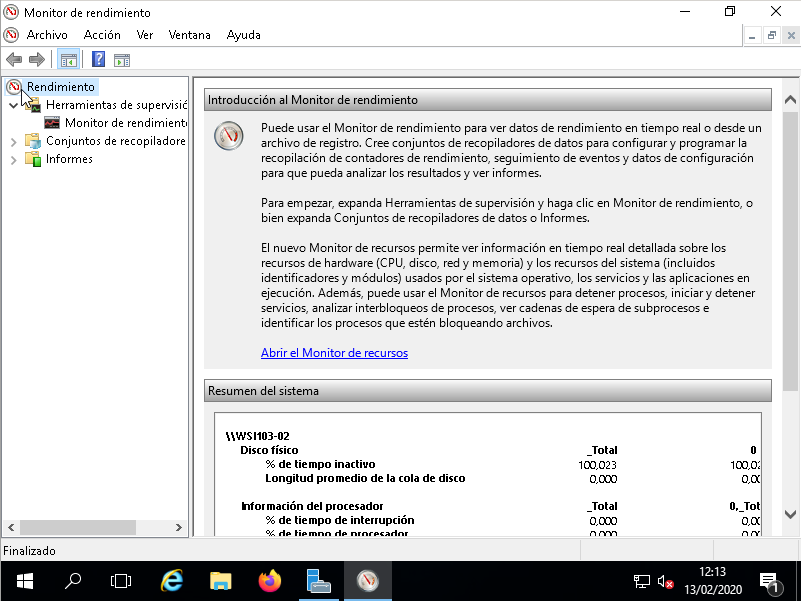 Monitor de rendimiento
Archivo Acción Ver Ventana Ayuda
Rendimiento
Herramientas de supervisió
Monitor de rendimiento
Conjuntos de recopiladore
Informes
Introducción al Monitor de rendimiento
Puede usar el Monitor de rendimiento para ver datos de rendimiento en tiempo real o desde un
archivo de registro. Cree conjuntos de recopiladores de datos para configurar y programar la
recopilación de contadores de rendimiento, seguimiento de eventos y datos de configuración
para que pueda analizar los resultados y ver informes.
Para empezar, expanda Herramientas de supervisión y haga clic en Monitor de rendimiento, o
bien expanda Conjuntos de recopiladores de datos o Informes.
El nuevo Monitor de recursos permite ver información en tiempo real detallada sobre los
recursos de hardware (CPU, disco, red y memoria) y los recursos del sistema (incluidos
identificadores y módulos) usados por el sistema operativo, los servicios y las aplicaciones en
ejecución. Además, puede usar el Monitor de recursos para detener procesos, iniciar y detener
servicios, analizar interbloqueos de procesos, ver cadenas de espera de subprocesos e
identificar los procesos que estén bloqueando archivos.
Abrir el Monitor de recursos
Resumen del sistema
\\WSI103-02
Disco físico _Total 0
% de tiempo inactivo 100,023 100,02
Longitud promedio de la cola de disco 0,000 0,00
Información del procesador _Total 0,_Tot
% de tiempo de interrupción 0,000 0,00
% de tiempo de procesador 0,000 0,00
Finalizado
12:13
13/02/2020
1